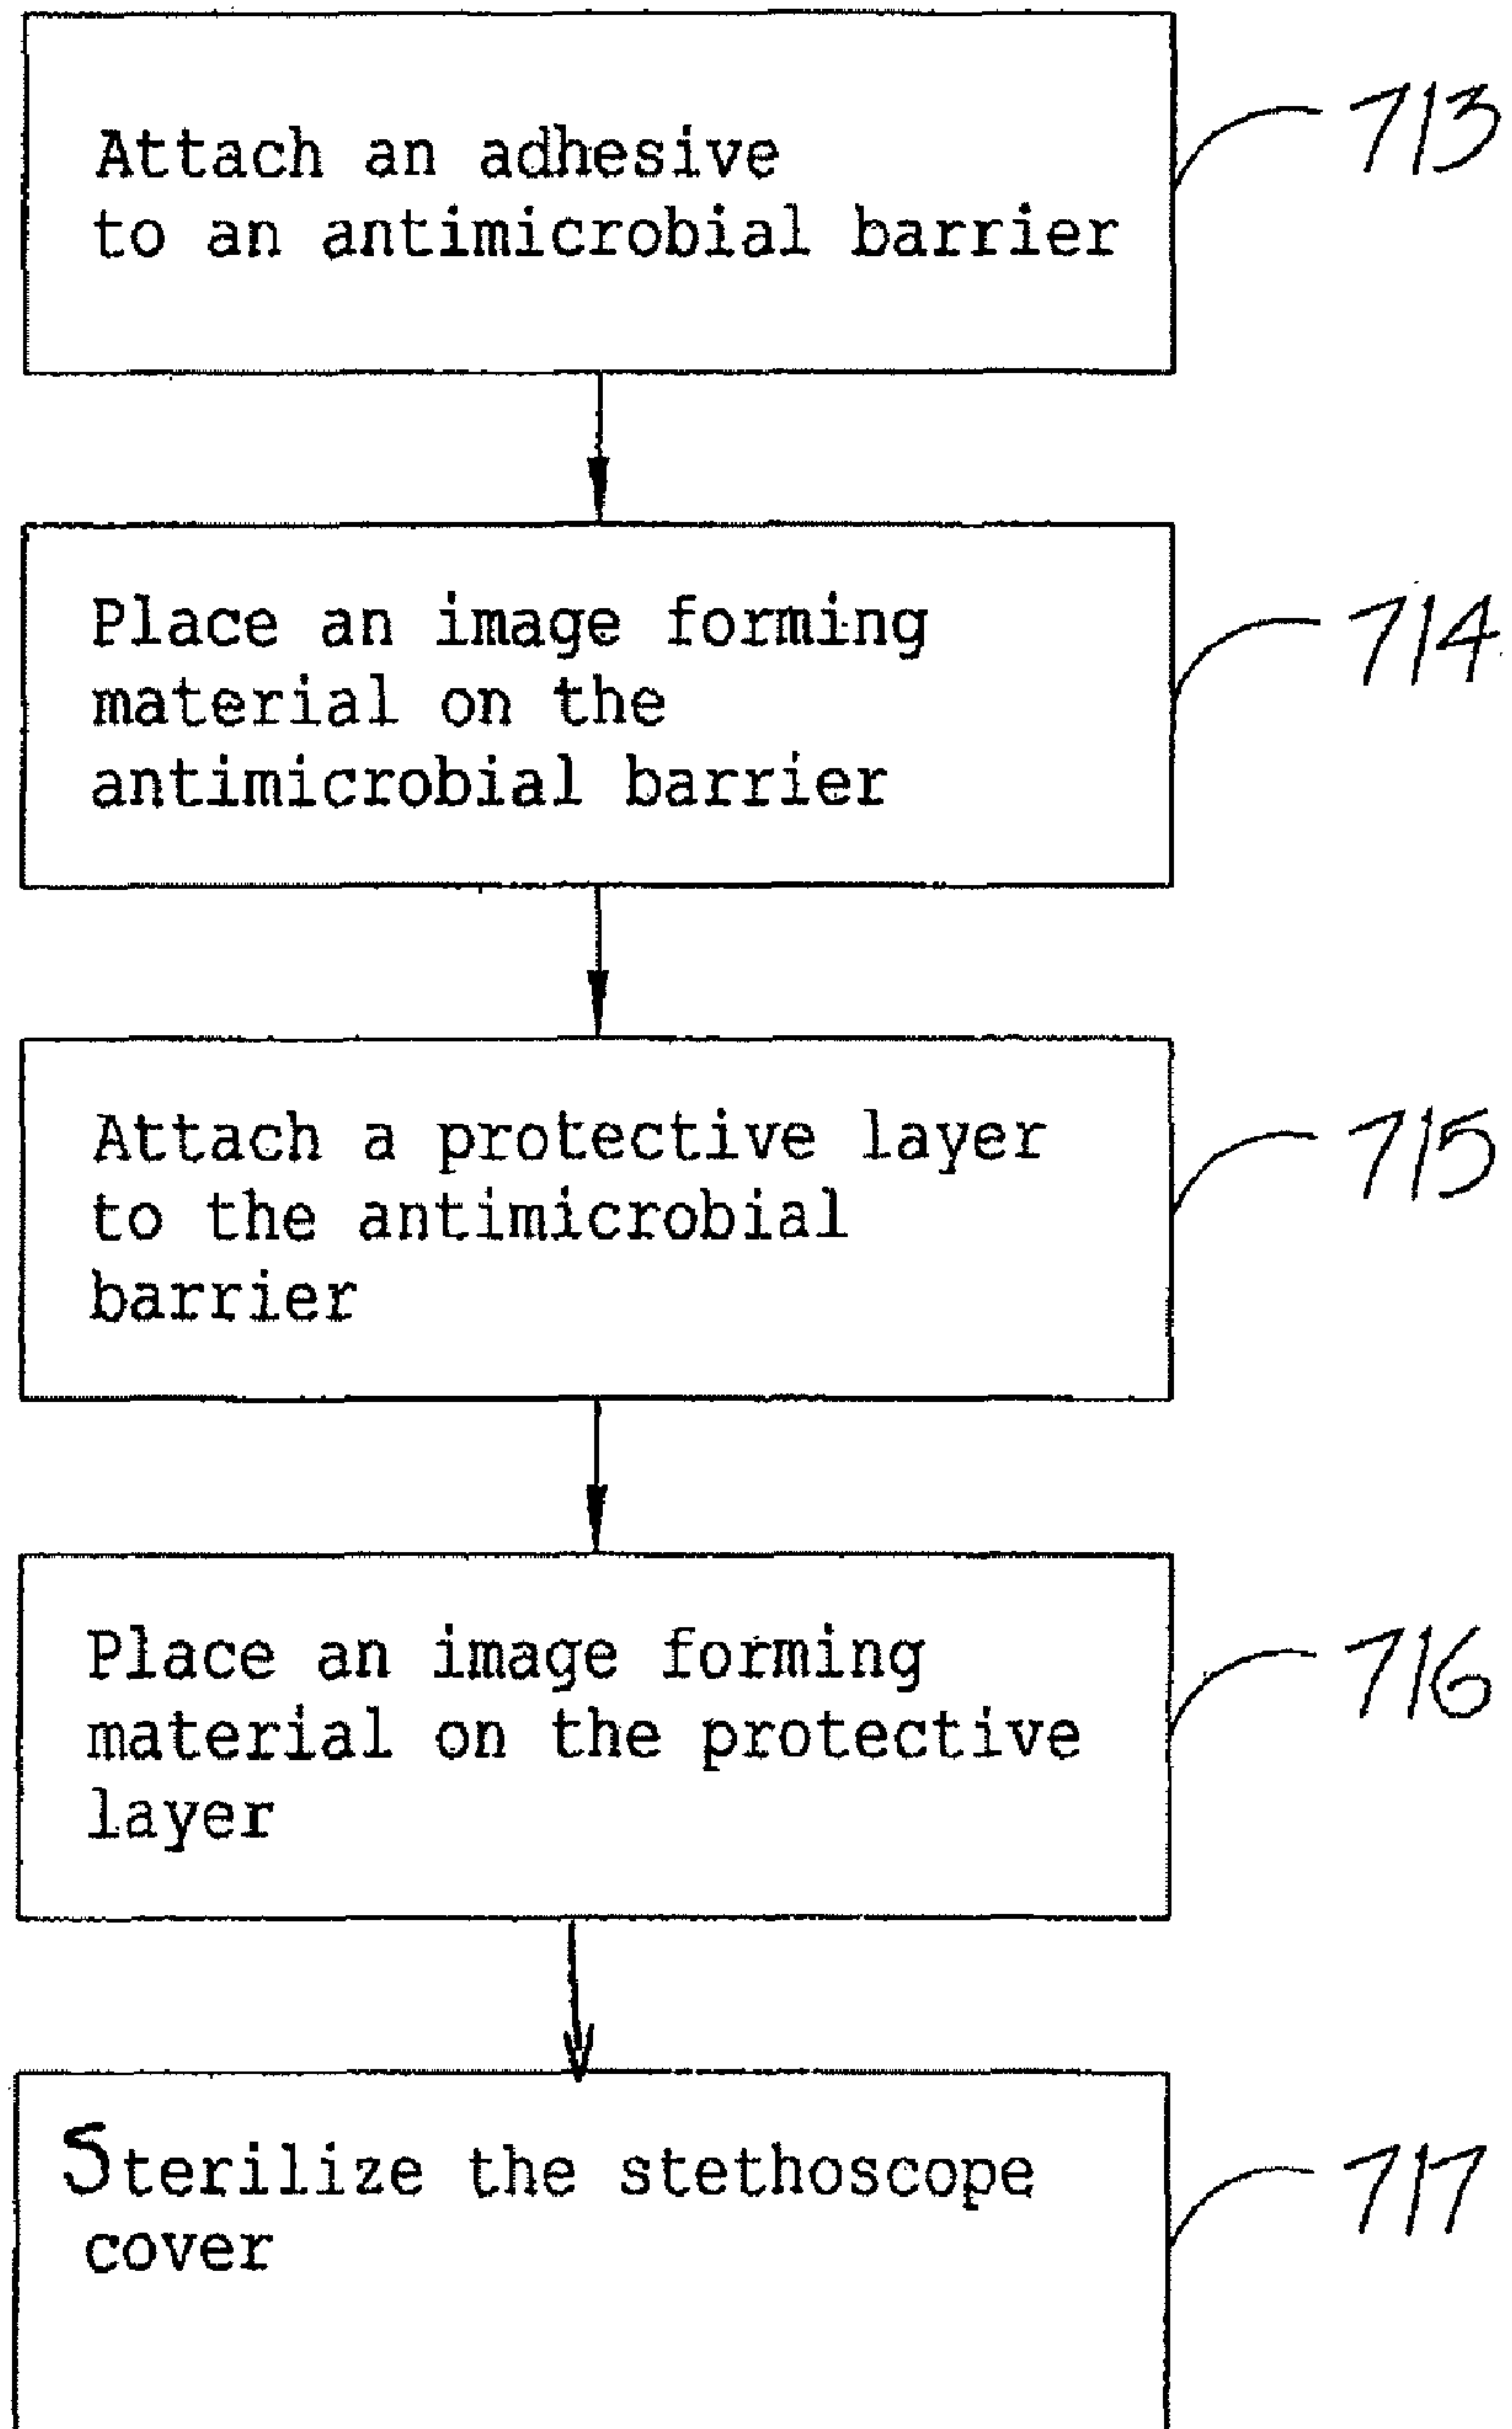 Attach an adhesive
to an antimicrobial barrier
713
Place an image forming
material on the
antimicrobial barrier
714
Attach a protective layer
to the antimicrobial
barrier
715
Place an image forming
material on the protective
layer
716
Sterilize the stethoscope
cover
717